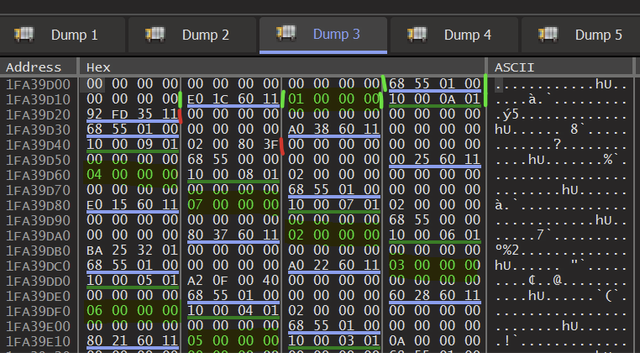 Dump 1 Dump 2 Dump 3 Dump 4 Dump 5
Address Hex ASCII
1FA39D00 00 00 00 00 00 00 00 00 00 00 00 00 68 55 01 00 ............hU..
1FA39D10 00 00 00 00 E0 1C 60 11 01 00 00 00 10 00 0A 01 ....à.`.........
1FA39D20 92 FD 35 11 00 00 00 00 00 00 00 00 00 00 00 00 .ý5.............
1FA39D30 68 55 01 00 00 00 00 00 A0 38 60 11 00 00 00 00 hU...... 8`.....
1FA39D40 10 00 09 01 02 00 80 3F 00 00 00 00 00 00 00 00 .......?........
1FA39D50 00 00 00 00 68 55 00 00 00 00 00 00 00 25 60 11 ....hU.......%`.
1FA39D60 04 00 00 00 10 00 08 01 02 00 00 00 00 00 00 00 ................
1FA39D70 00 00 00 00 00 00 00 00 68 55 01 00 00 00 00 00 ........hU......
1FA39D80 E0 15 60 11 07 00 00 00 10 00 07 01 02 00 00 00 à.`.............
1FA39D90 00 00 00 00 00 00 00 00 00 00 00 00 68 55 00 00 ............hU..
1FA39DA0 00 00 00 00 80 37 60 11 02 00 00 00 10 00 06 01 .....7`.........
1FA39DB0 BA 25 32 01 00 00 00 00 00 00 00 00 00 00 00 00 º%2.............
1FA39DC0 68 55 01 00 00 00 00 00 A0 22 60 11 03 00 00 00 hU...... "`.....
1FA39DD0 10 00 05 01 A2 0F 00 40 00 00 00 00 00 00 00 00 ....¢..@........
1FA39DE0 00 00 00 00 68 55 01 00 00 00 00 00 60 28 60 11 ....hU......`(`.
1FA39DF0 06 00 00 00 10 00 04 01 02 00 00 00 00 00 00 00 ................
1FA39E00 00 00 00 00 00 00 00 00 68 55 01 00 00 00 00 00 ........hU......
1FA39E10 80 21 60 11 05 00 00 00 10 00 03 01 0A 00 00 00 .!`.............